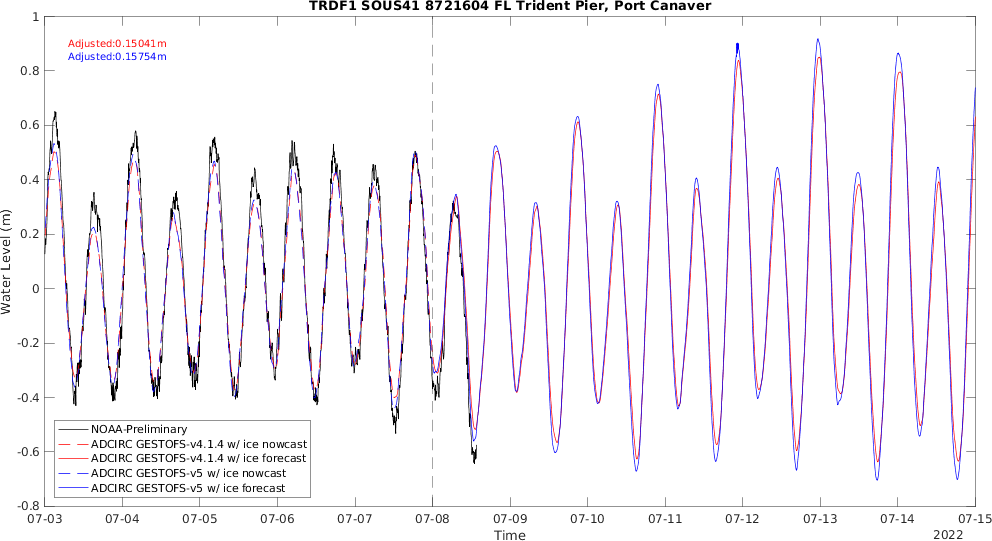 TRDF1 SOUS41 8721604 FL Trident Pier, Port Canaver
Adjusted:0.15041m
Adjusted:0.15754m
Water Level (m)
1
0.8
0.6
0.4
0.2
0
-0.2
-0.4
-0.6
-0.8
NOAA-Preliminary
ADCIRC GESTOFS-v4.1.4 w/ ice nowcast
ADCIRC GESTOFS-v4.1.4 w/ ice forecast
ADCIRC GESTOFS-v5 w/ ice nowcast
ADCIRC GESTOFS-v5 w/ ice forecast
07-03 07-04 07-05 07-06 07-07 07-08 07-09 07-10 07-11 07-12 07-13 07-14 07-15
Time
2022